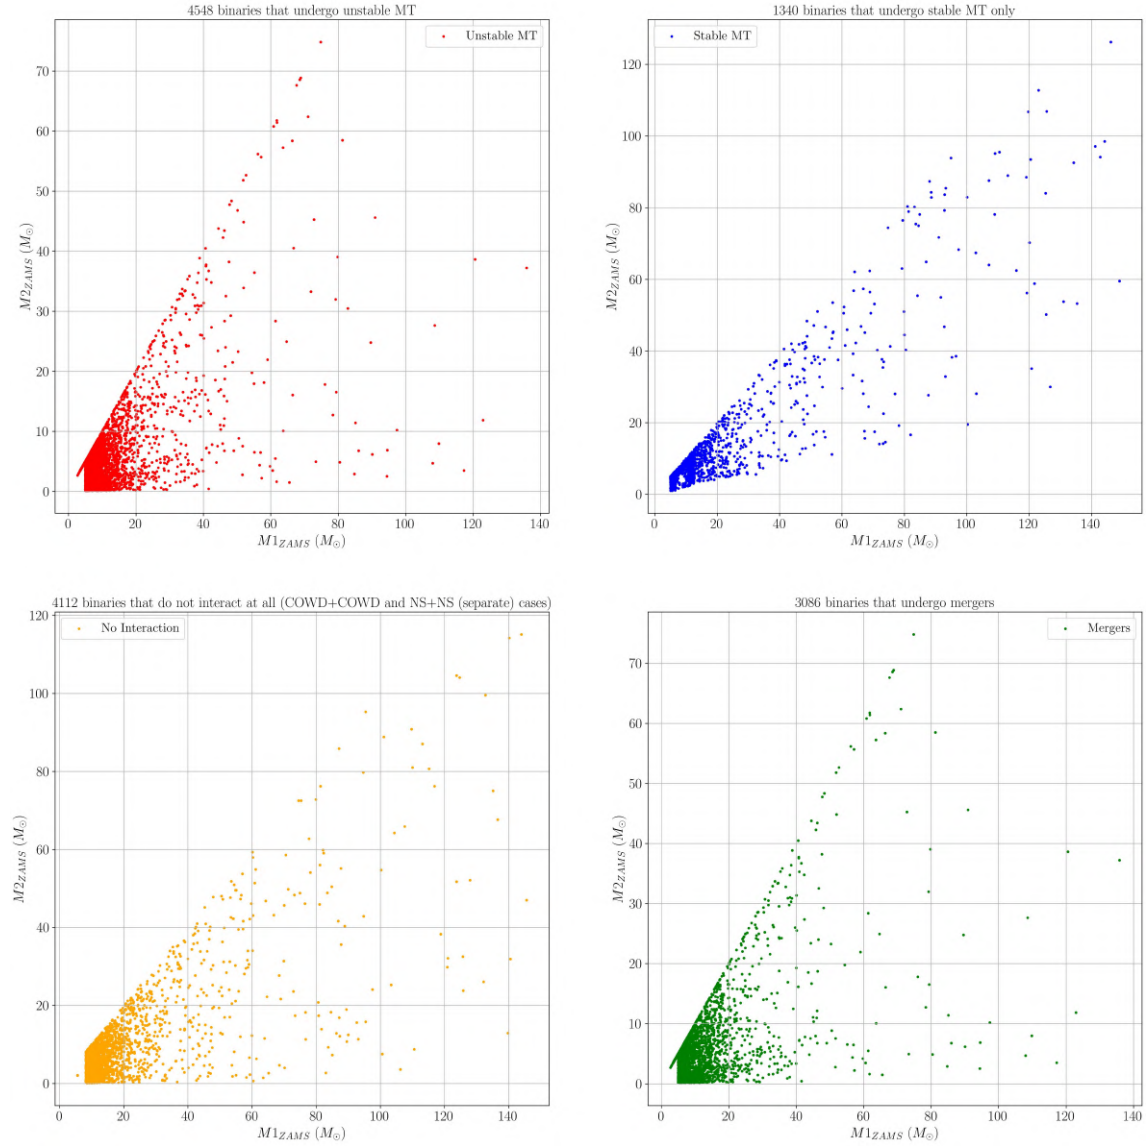 4548 binaries that undergo unstable MT
Unstable MT
70
60
50
40
30
20
10
0
M2ZAMS (M⊙)
0 20 40 60 80 100 120 140
M1ZAMS (M⊙)
1340 binaries that undergo stable MT only
Stable MT
120
100
80
60
40
20
0
M2ZAMS (M⊙)
0 20 40 60 80 100 120 140
M1ZAMS (M⊙)
4112 binaries that do not interact at all (COWD+COWD and NS+NS (separate) cases)
No Interaction
120
100
80
60
40
20
0
M2ZAMS (M⊙)
0 20 40 60 80 100 120 140
M1ZAMS (M⊙)
3086 binaries that undergo mergers
Mergers
70
60
50
40
30
20
10
0
M2ZAMS (M⊙)
0 20 40 60 80 100 120 140
M1ZAMS (M⊙)